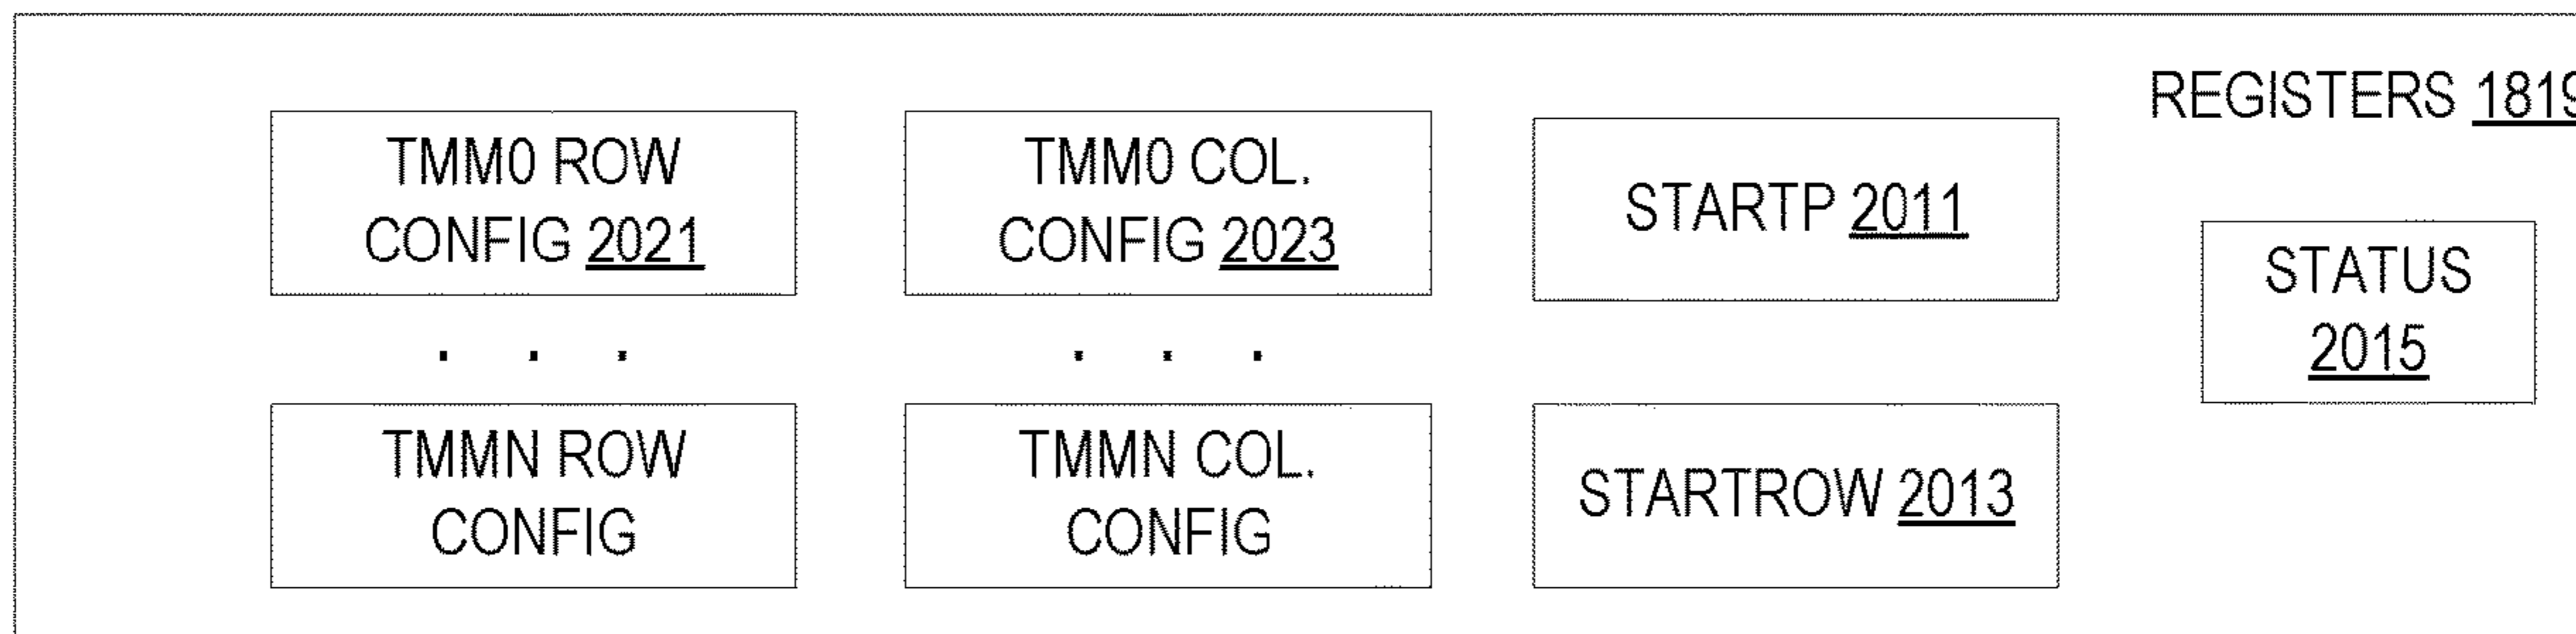 REGISTERS 1819
TMM0 ROW
CONFIG 2021
TMM0 COL.
CONFIG 2023
STARTP 2011
STATUS
2015
. . .
. . .
TMMN ROW
CONFIG
TMMN COL.
CONFIG
STARTROW 2013